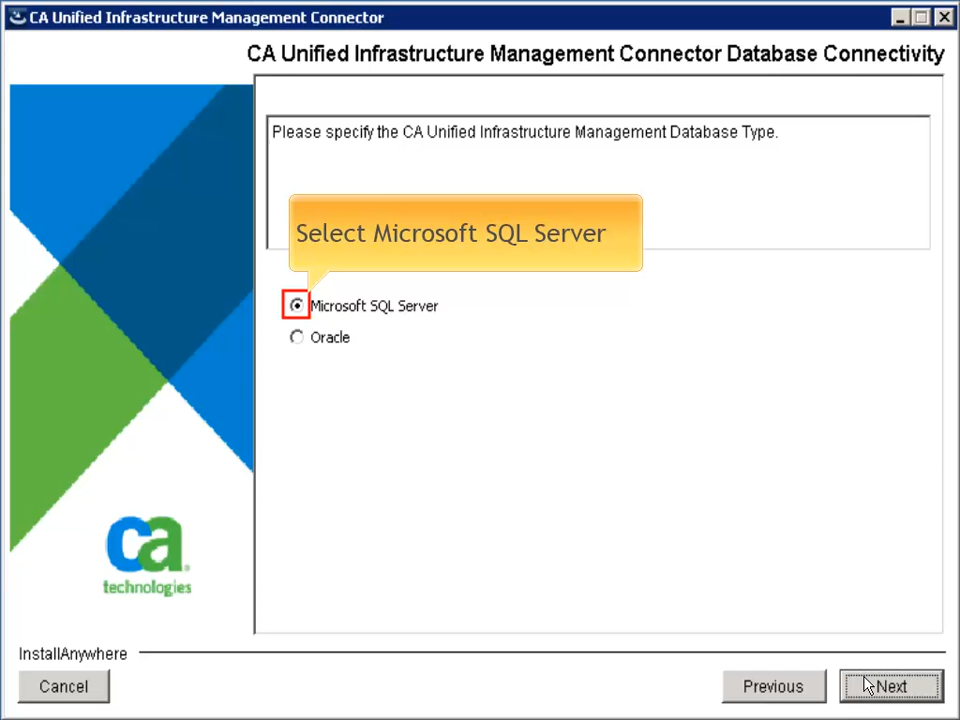 CA Unified Infrastructure Management Connector
CA Unified Infrastructure Management Connector Database Connectivity
Please specify the CA Unified Infrastructure Management Database Type.
Select Microsoft SQL Server
Microsoft SQL Server
Oracle
ca
technologies
InstallAnywhere
Cancel
Previous
Next